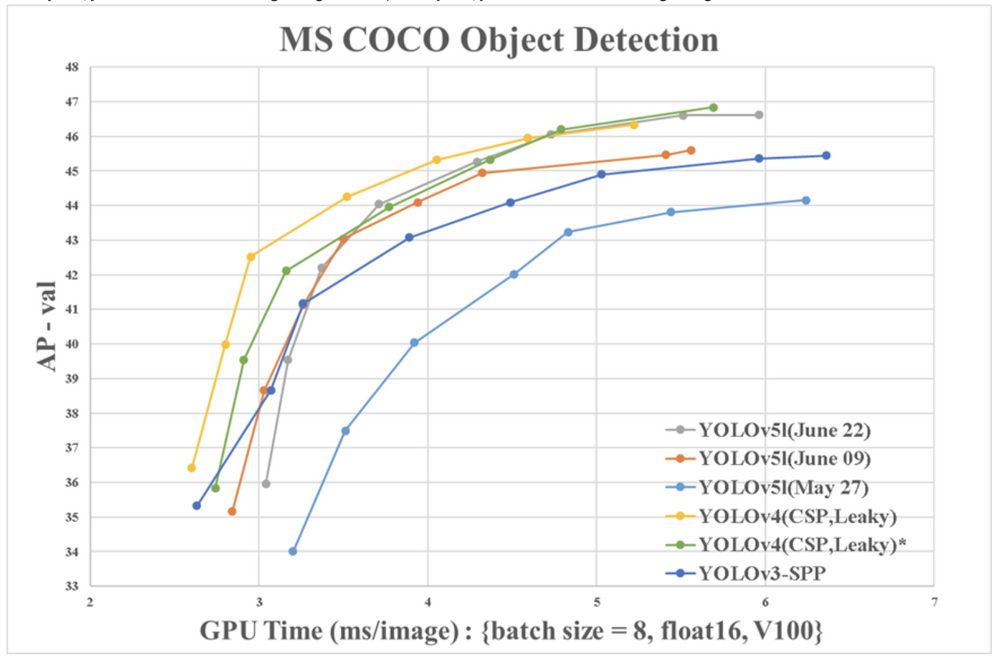 MS COCO Object Detection
48
47
46
45
44
43
42
41
40
39
38
37
36
35
34
33
AP - val
YOLOv5l(June 22)
YOLOv5l(June 09)
YOLOv5l(May 27)
YOLOv4(CSP,Leaky)
YOLOv4(CSP,Leaky)*
YOLOv3-SPP
2 3 4 5 6 7
GPU Time (ms/image) : {batch size = 8, float16, V100}